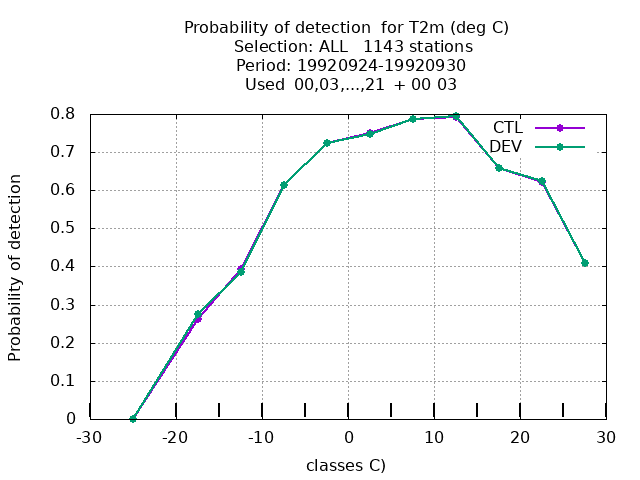 Probability of detection  for T2m (deg C)
Selection: ALL   1143 stations
Period: 19920924-19920930
Used  00,03,...,21  + 00 03
CTL
DEV
Probability of detection
0.8
0.7
0.6
0.5
0.4
0.3
0.2
0.1
0
-30 -20 -10 0 10 20 30
classes C)